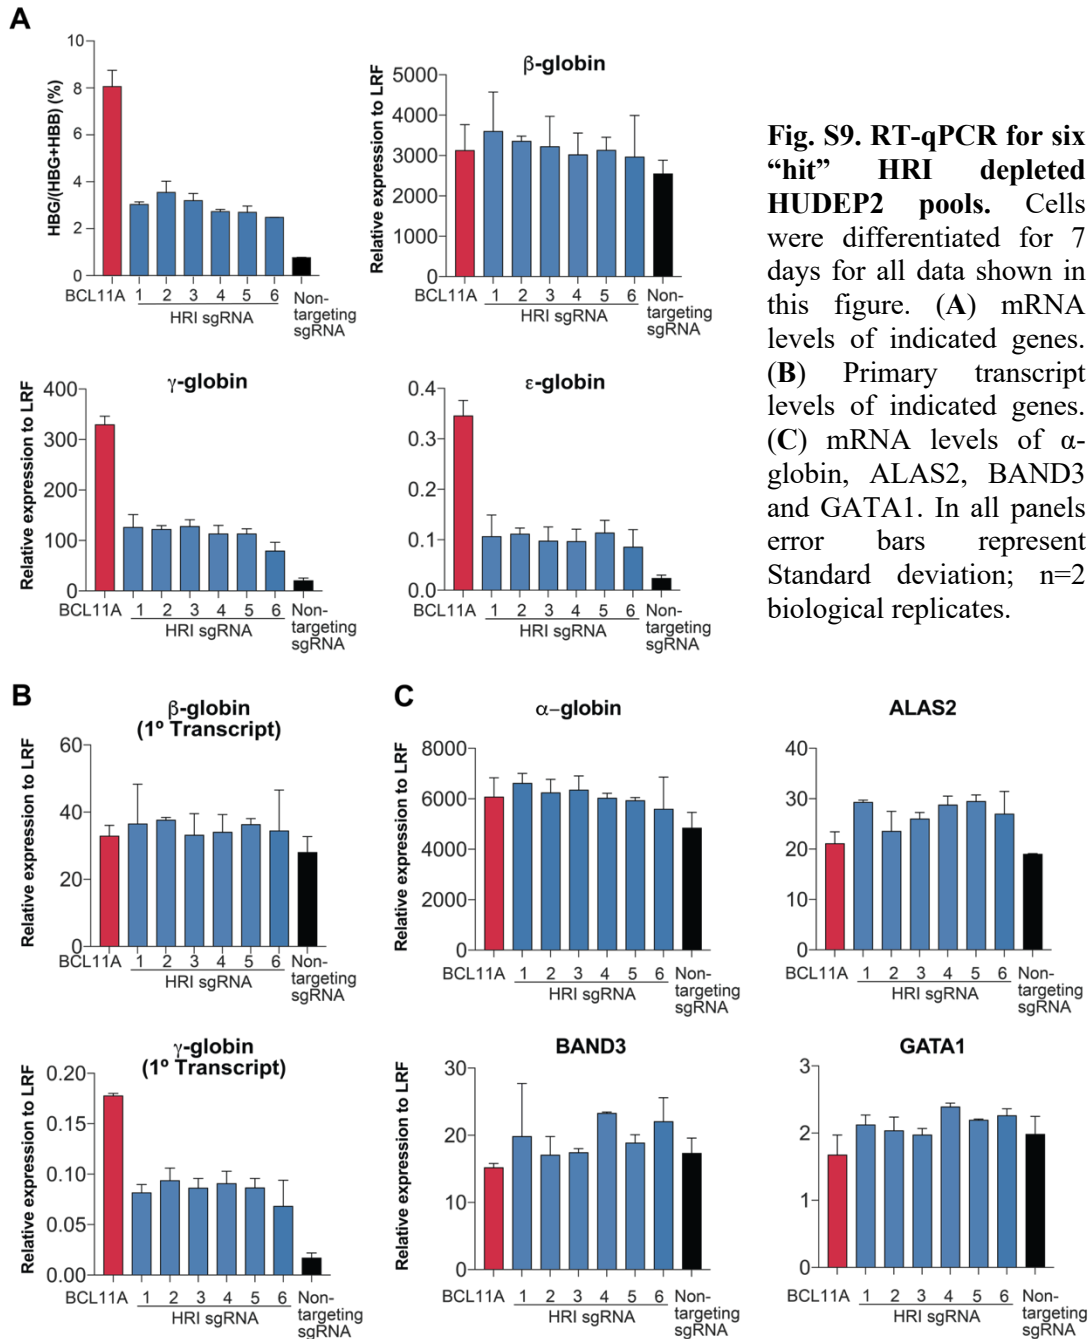 A
HBG/(HBG+HBB) (%)
10
8
6
4
2
0
BCL11A 1 2 3 4 5 6 Non-
targeting
sgRNA
HRI sgRNA
β-globin
Relative expression to LRF
5000
4000
3000
2000
1000
0
BCL11A 1 2 3 4 5 6 Non-
targeting
sgRNA
HRI sgRNA
Fig. S9. RT-qPCR for six
“hit” HRI depleted
HUDEP2 pools. Cells
were differentiated for 7
days for all data shown in
this figure. (A) mRNA
levels of indicated genes.
(B) Primary transcript
levels of indicated genes.
(C) mRNA levels of α-
globin, ALAS2, BAND3
and GATA1. In all panels
error bars represent
Standard deviation; n=2
biological replicates.
γ-globin
Relative expression to LRF
400
300
200
100
0
BCL11A 1 2 3 4 5 6 Non-
targeting
sgRNA
HRI sgRNA
ε-globin
Relative expression to LRF
0.4
0.3
0.2
0.1
0.0
BCL11A 1 2 3 4 5 6 Non-
targeting
sgRNA
HRI sgRNA
B
β-globin
(1º Transcript)
Relative expression to LRF
60
40
20
0
BCL11A 1 2 3 4 5 6 Non-
targeting
sgRNA
HRI sgRNA
γ-globin
(1º Transcript)
Relative expression to LRF
0.20
0.15
0.10
0.05
0.00
BCL11A 1 2 3 4 5 6 Non-
targeting
sgRNA
HRI sgRNA
C
α–globin
Relative expression to LRF
8000
6000
4000
2000
0
BCL11A 1 2 3 4 5 6 Non-
targeting
sgRNA
HRI sgRNA
ALAS2
Relative expression to LRF
40
30
20
10
0
BCL11A 1 2 3 4 5 6 Non-
targeting
sgRNA
HRI sgRNA
BAND3
Relative expression to LRF
30
20
10
0
BCL11A 1 2 3 4 5 6 Non-
targeting
sgRNA
HRI sgRNA
GATA1
Relative expression to LRF
3
2
1
0
BCL11A 1 2 3 4 5 6 Non-
targeting
sgRNA
HRI sgRNA